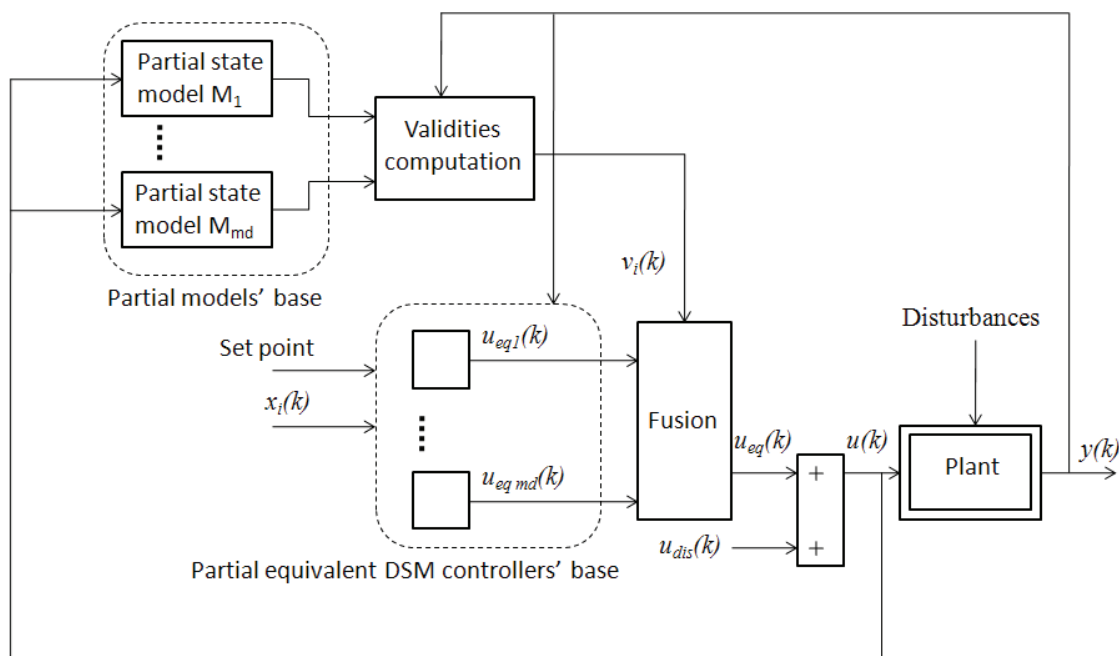 Partial state
model M₁
Partial state
model Mmd
Partial models’ base
Validities
computation
vᵢ(k)
Set point
xᵢ(k)
ueq1(k)
ueq md(k)
Partial equivalent DSM controllers’ base
Fusion
ueq(k)
udis(k)
+
+
u(k)
Disturbances
Plant
y(k)